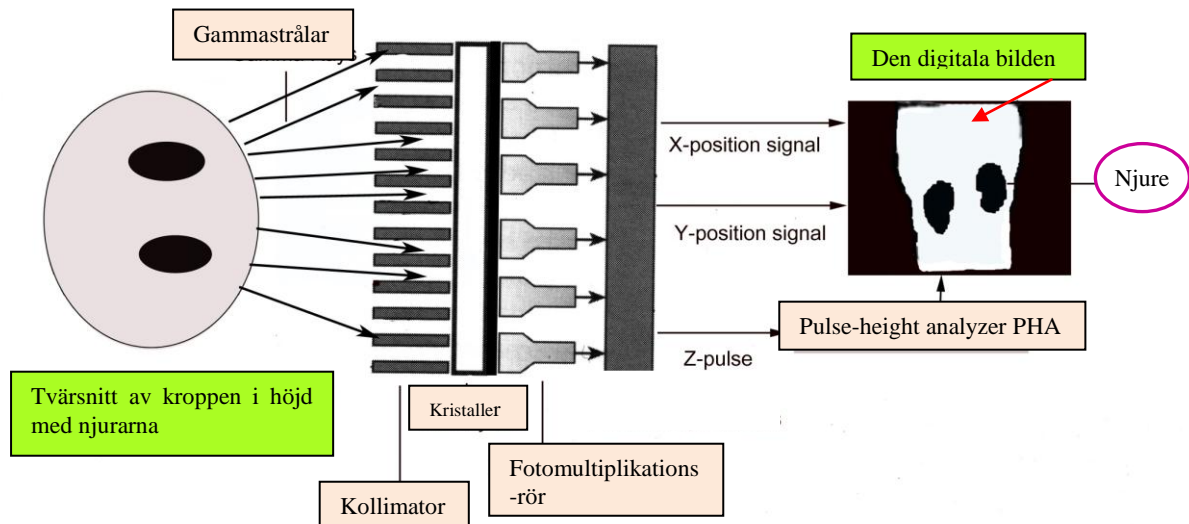 Gammastrålar
Den digitala bilden
X-position signal
Njure
Y-position signal
Pulse-height analyzer PHA
Z-pulse
Tvärsnitt av kroppen i höjd
med njurarna
Kristaller
Fotomultiplikations
-rör
Kollimator